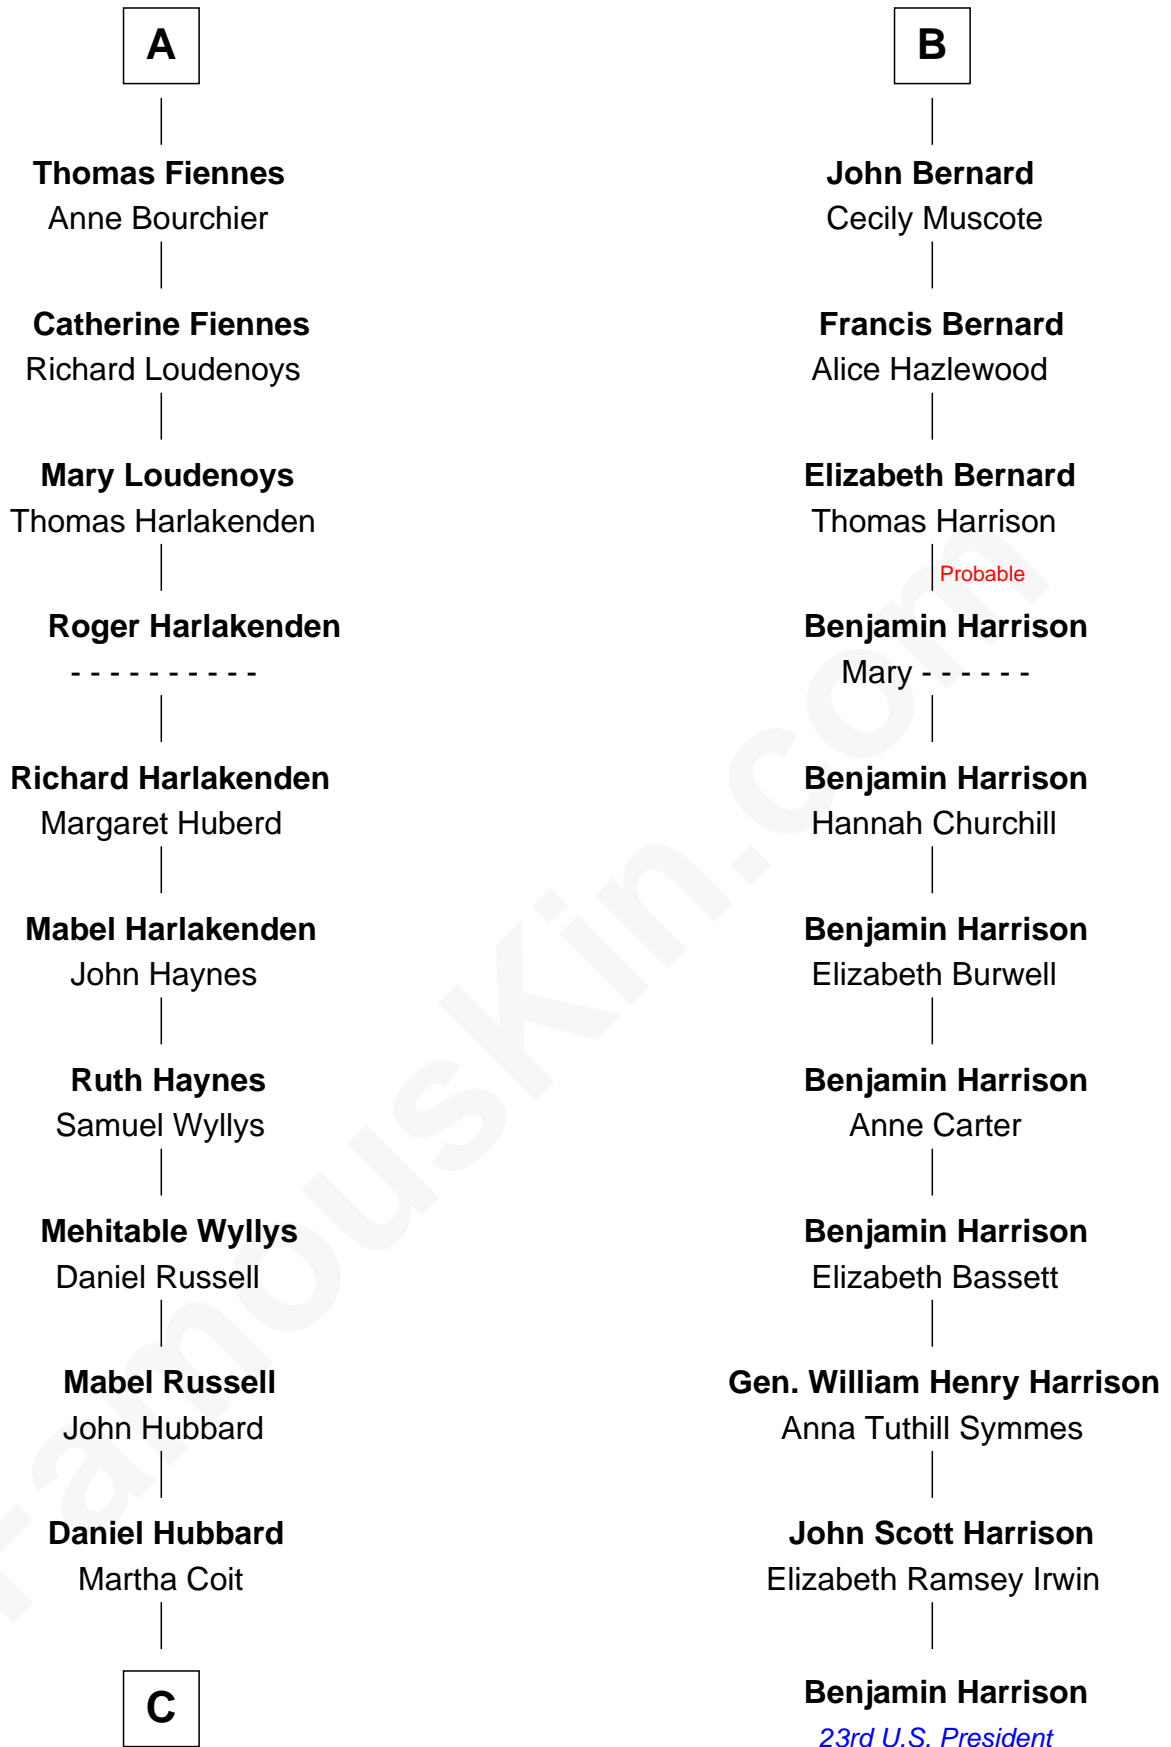 A
Thomas Fiennes
Anne Bourchier
Catherine Fiennes
Richard Loudenoys
Mary Loudenoys
Thomas Harlakenden
Roger Harlakenden
- - - - - - - - - -
Richard Harlakenden
Margaret Huberd
Mabel Harlakenden
John Haynes
Ruth Haynes
Samuel Wyllys
Mehitable Wyllys
Daniel Russell
Mabel Russell
John Hubbard
Daniel Hubbard
Martha Coit
C
B
John Bernard
Cecily Muscote
Francis Bernard
Alice Hazlewood
Elizabeth Bernard
Thomas Harrison
Probable
Benjamin Harrison
Mary - - - - - -
Benjamin Harrison
Hannah Churchill
Benjamin Harrison
Elizabeth Burwell
Benjamin Harrison
Anne Carter
Benjamin Harrison
Elizabeth Bassett
Gen. William Henry Harrison
Anna Tuthill Symmes
John Scott Harrison
Elizabeth Ramsey Irwin
Benjamin Harrison
23rd U.S. President
FamousKin.com